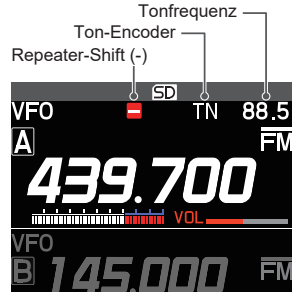 Tonfrequenz
Ton-Encoder
Repeater-Shift (-)
SD
VFO TN 88.5
A FM
439.700
VOL
VFO
B 145.000 FM